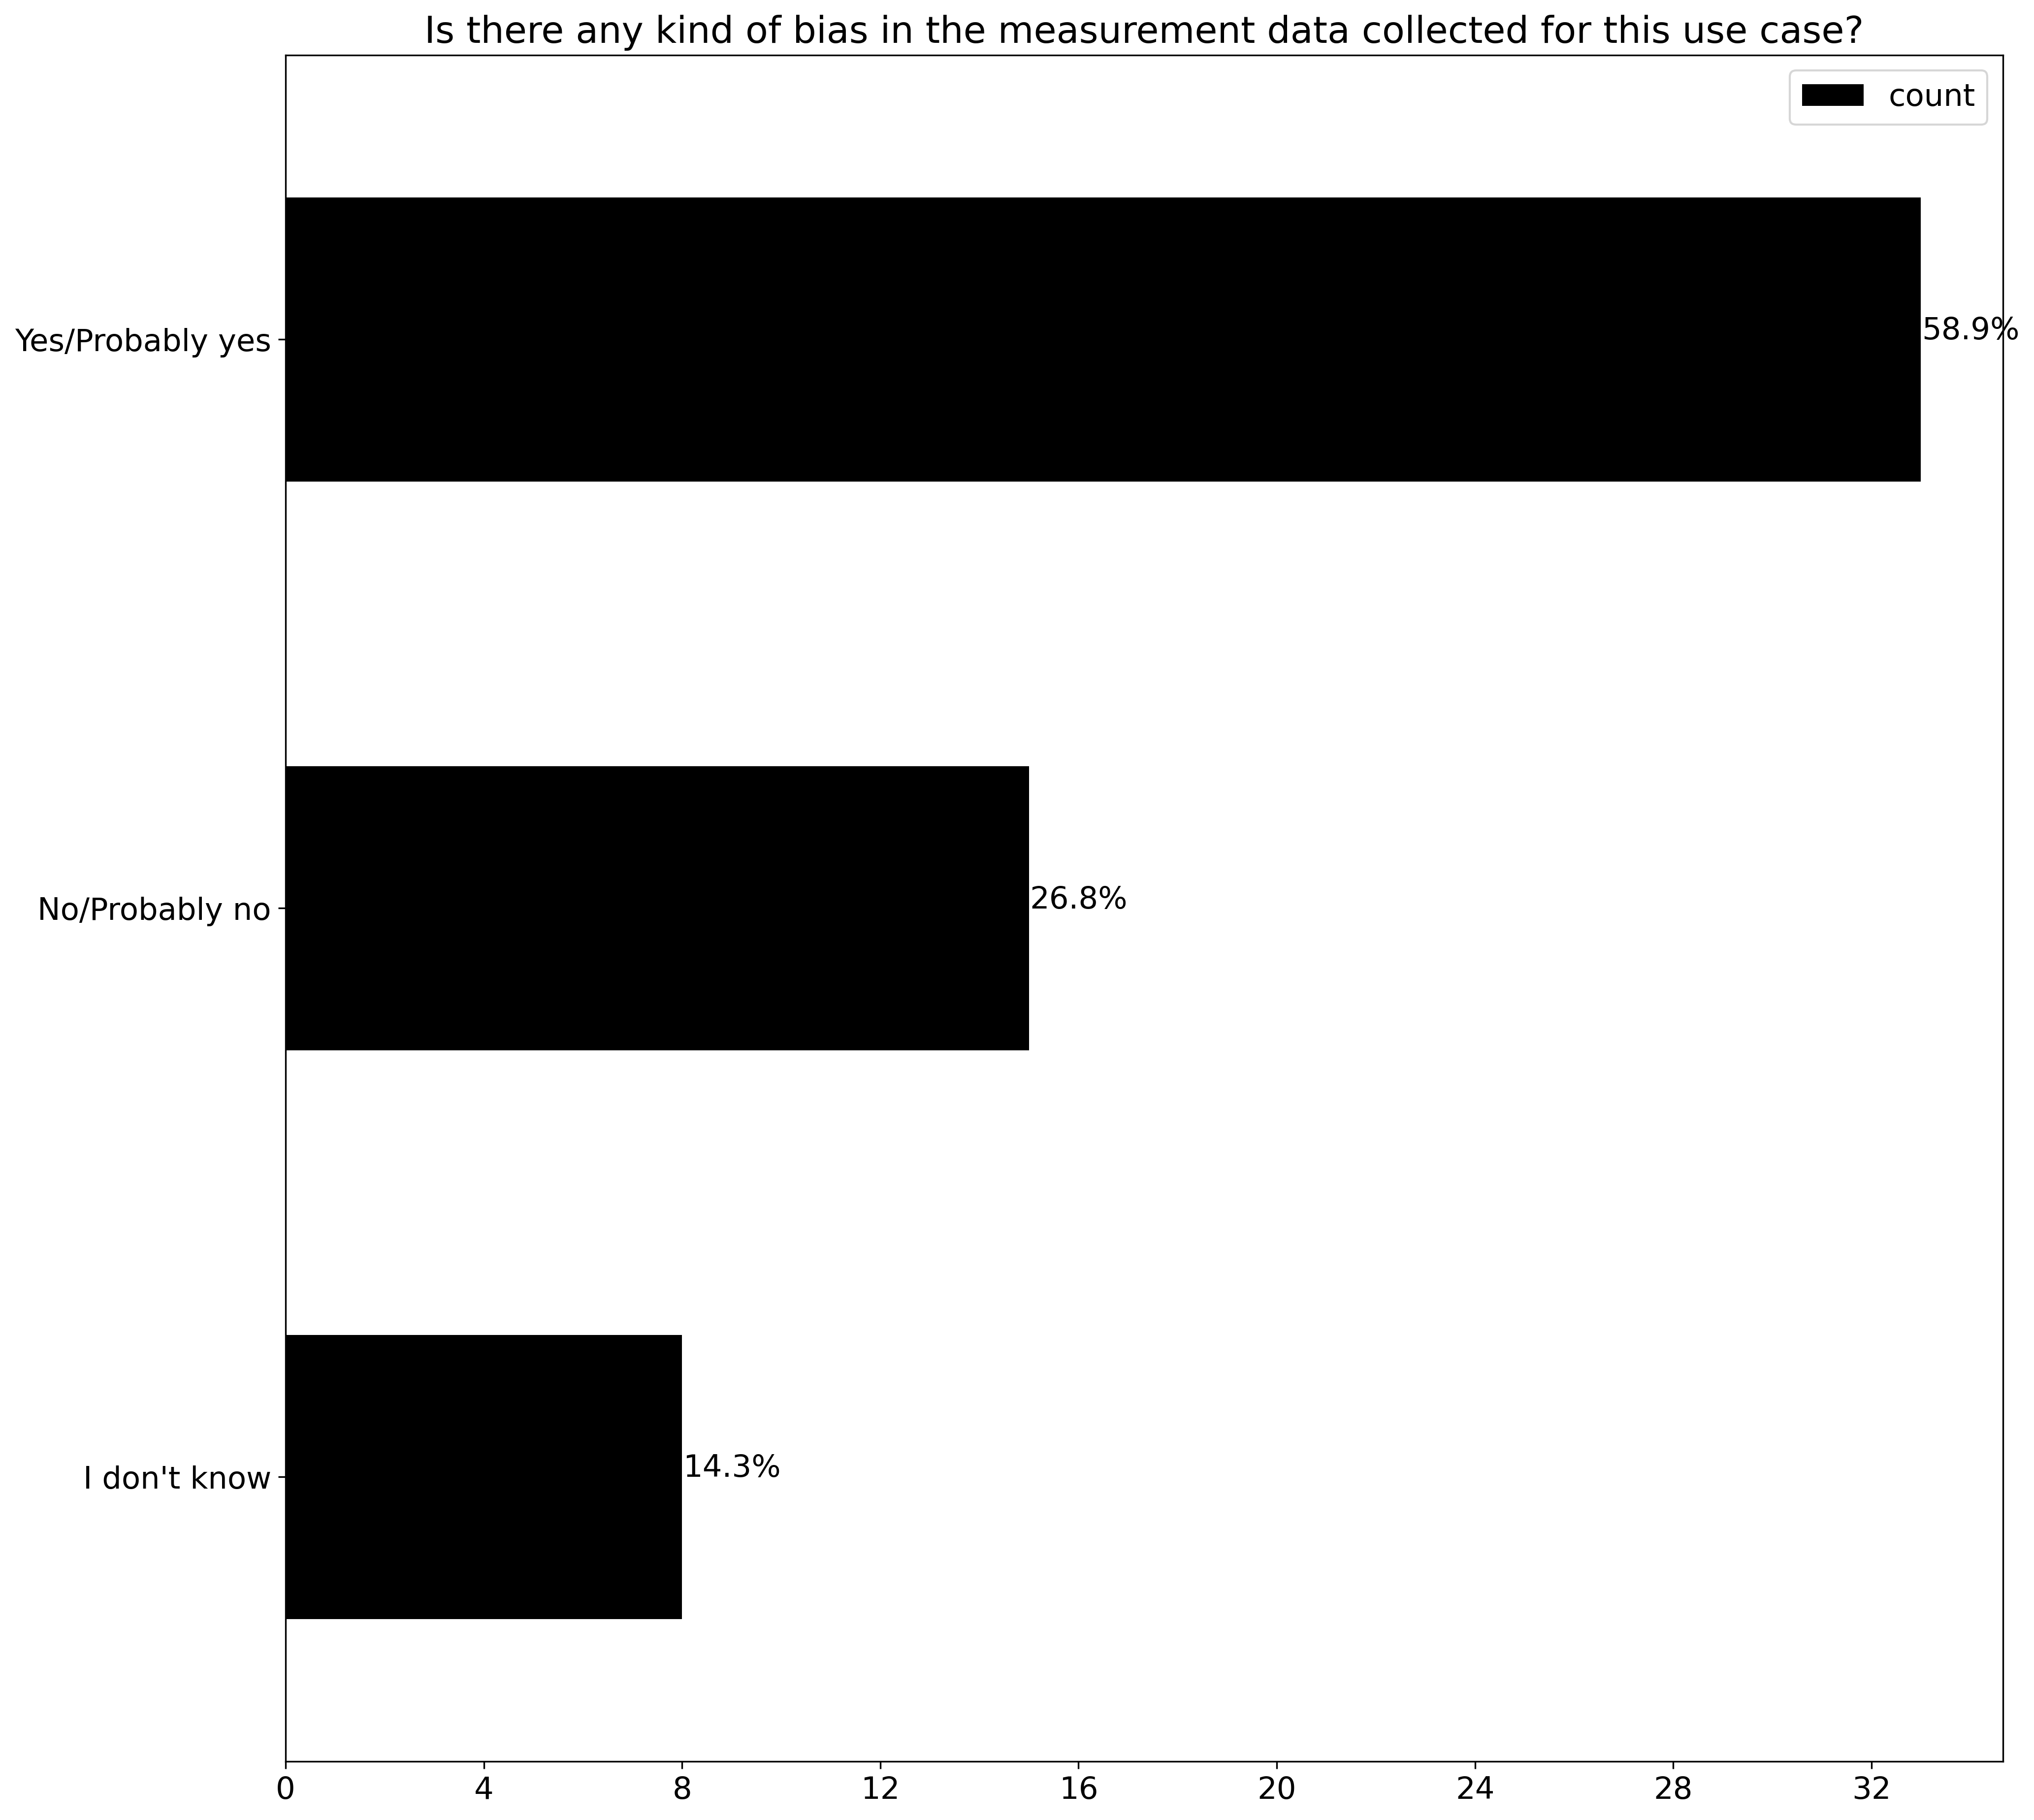 Is there any kind of bias in the measurement data collected for this use case?
count
Yes/Probably yes
58.9%
No/Probably no
26.8%
I don't know
14.3%
0 4 8 12 16 20 24 28 32